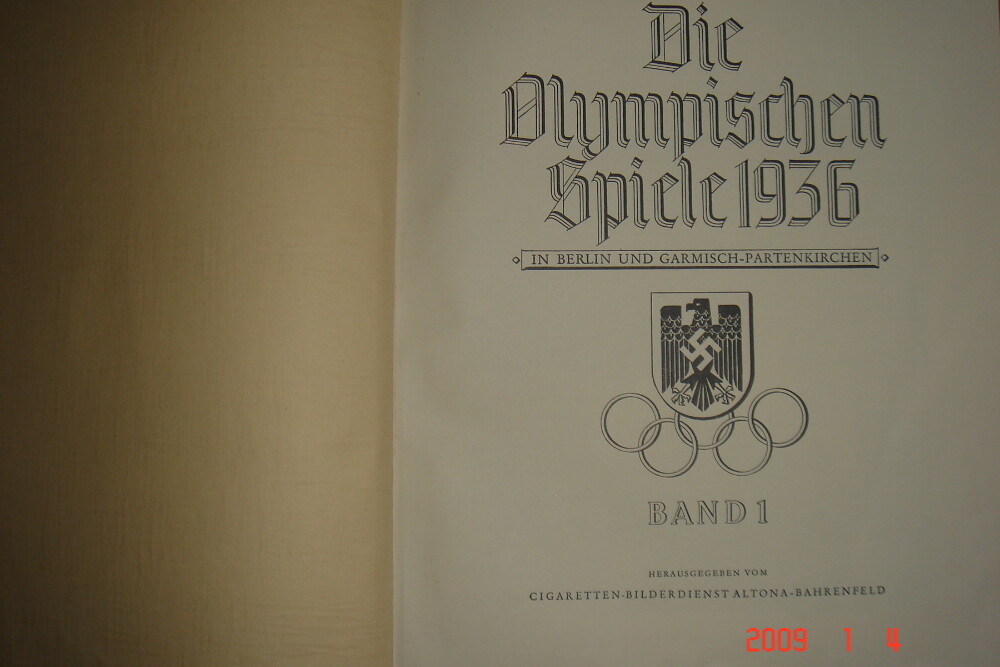 Die
Olympischen
Spiele 1936
IN BERLIN UND GARMISCH-PARTENKIRCHEN
BAND 1
HERAUSGEGEBEN VOM
CIGARETTEN-BILDERDIENST ALTONA-BAHRENFELD
2009 1 4